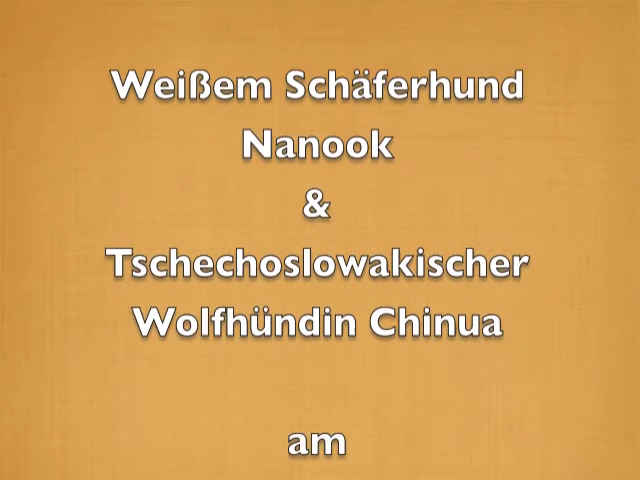 Weißem Schäferhund
Nanook
&
Tschechoslowakischer
Wolfhündin Chinua
am